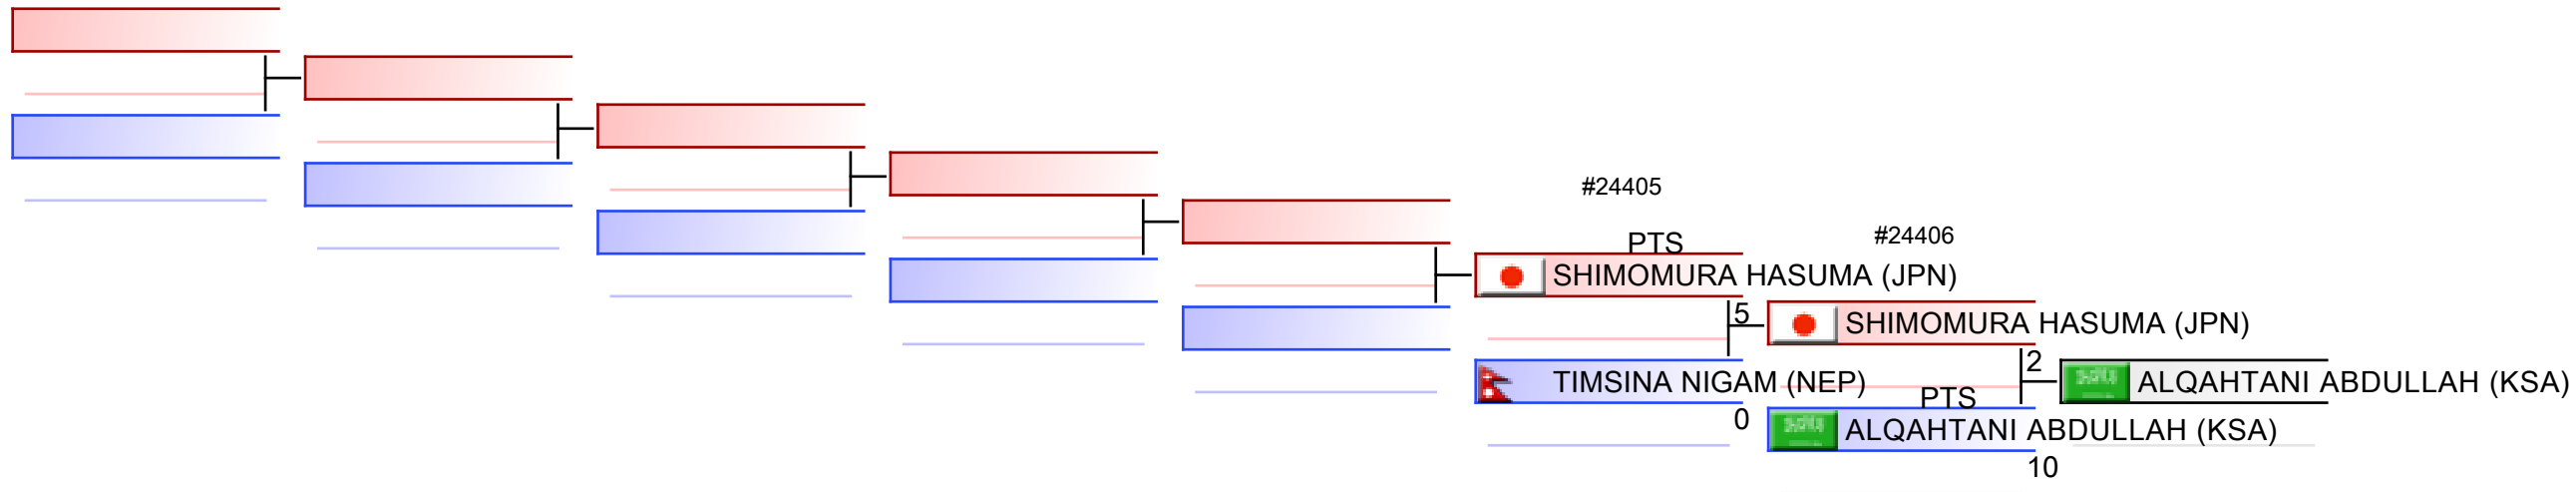 #24405
PTS
#24406
SHIMOMURA HASUMA (JPN)
5
SHIMOMURA HASUMA (JPN)
2
TIMSINA NIGAM (NEP)
PTS
ALQAHTANI ABDULLAH (KSA)
0
ALQAHTANI ABDULLAH (KSA)
10